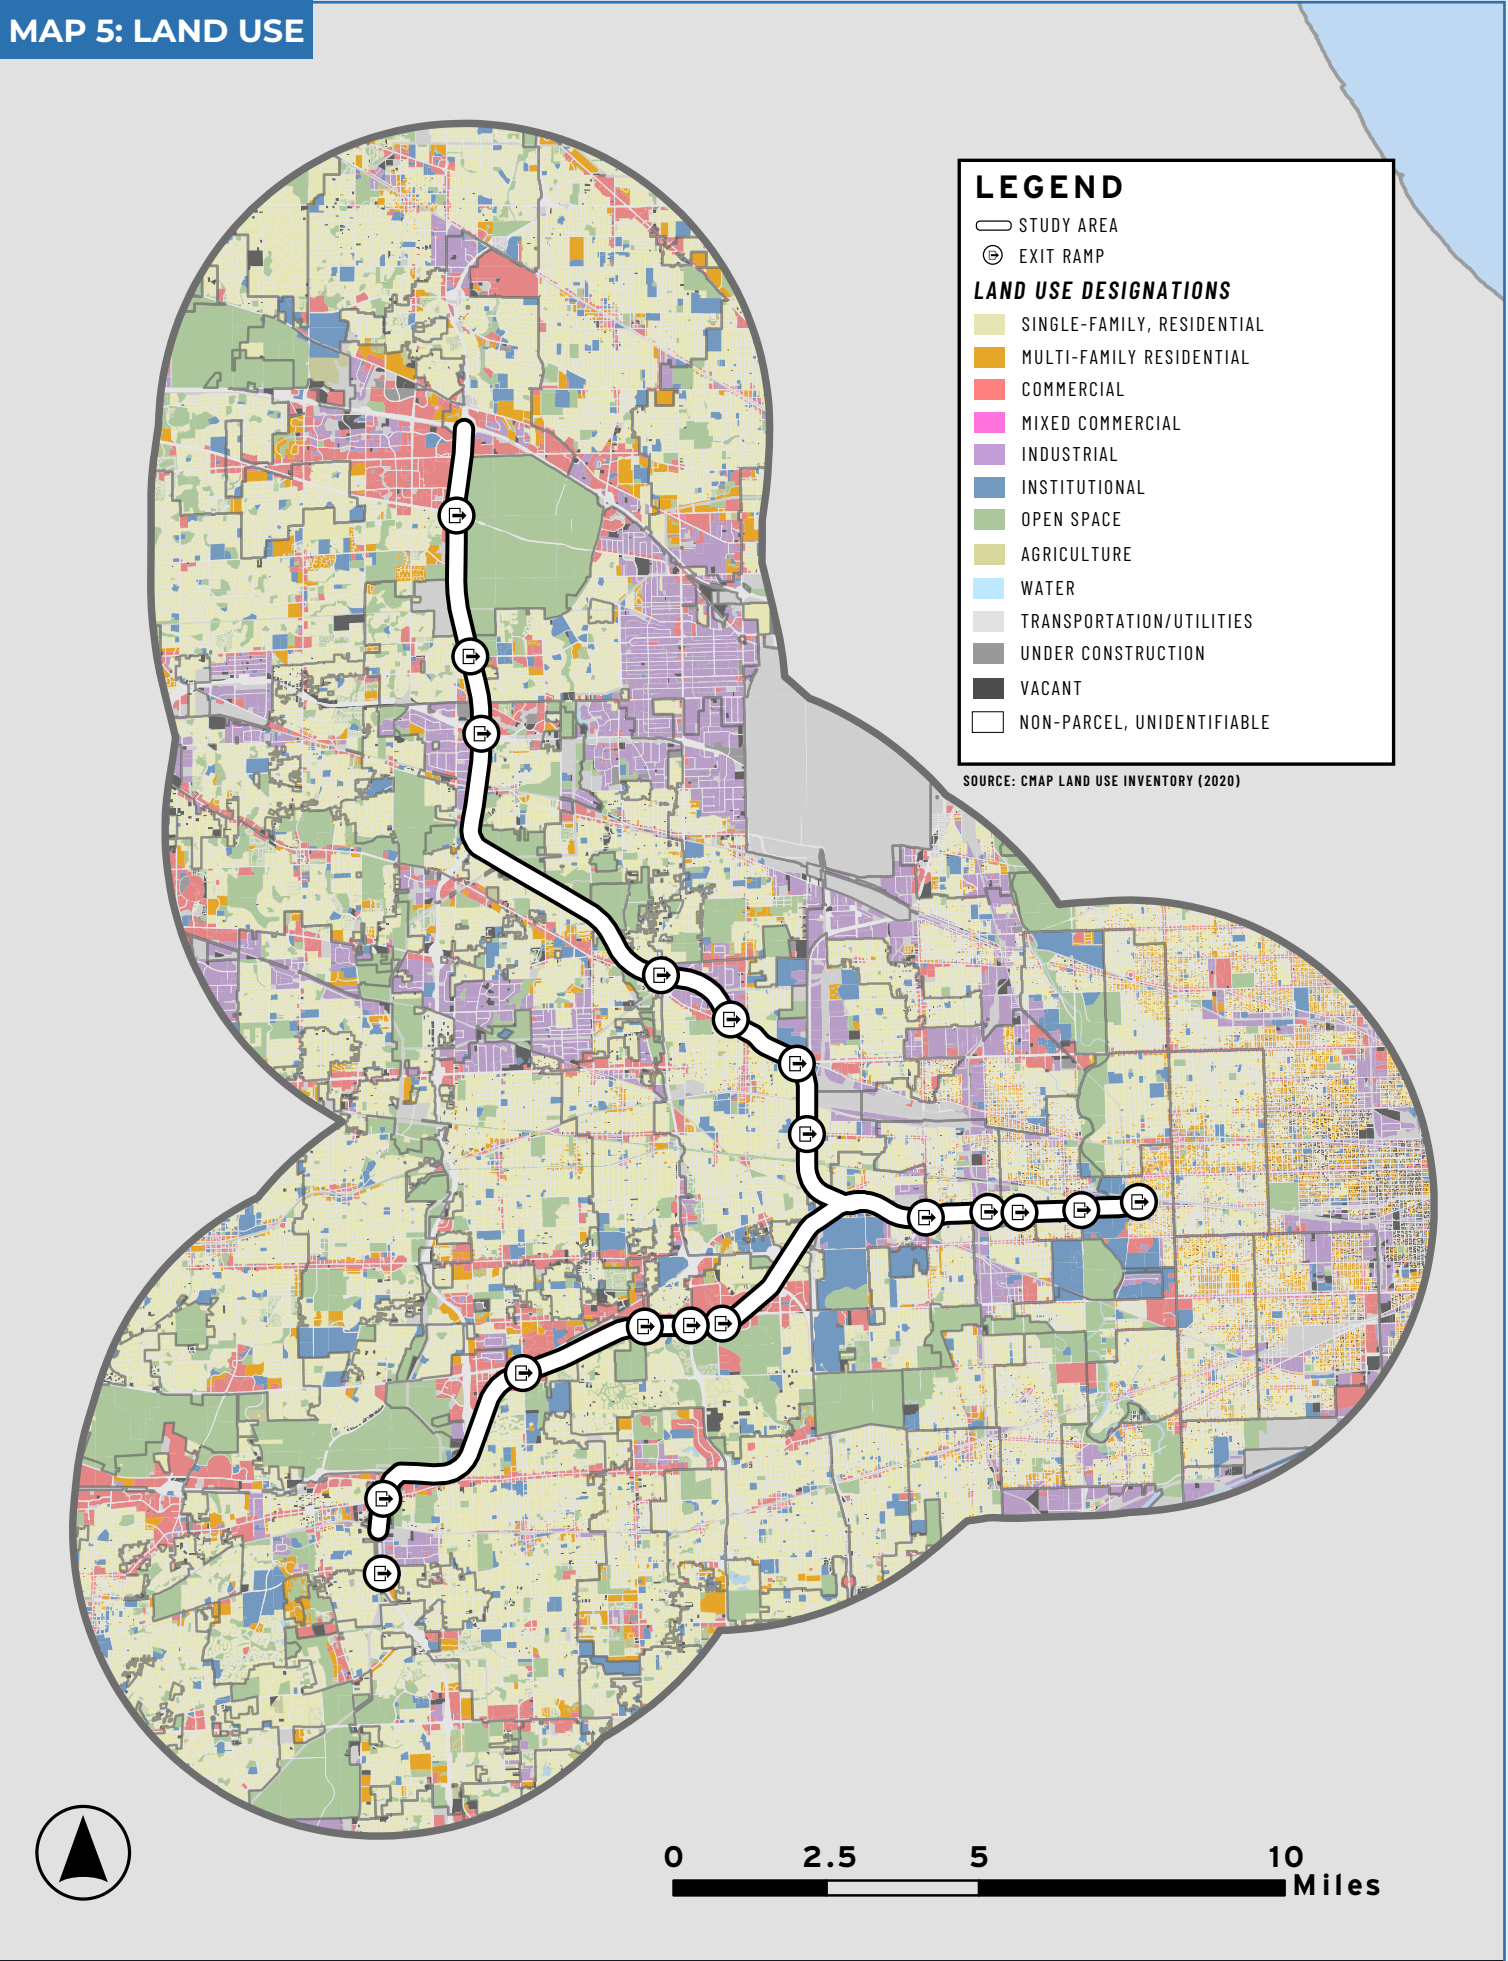 MAP 5: LAND USE
LEGEND
STUDY AREA
EXIT RAMP
LAND USE DESIGNATIONS
SINGLE-FAMILY, RESIDENTIAL
MULTI-FAMILY RESIDENTIAL
COMMERCIAL
MIXED COMMERCIAL
INDUSTRIAL
INSTITUTIONAL
OPEN SPACE
AGRICULTURE
WATER
TRANSPORTATION/UTILITIES
UNDER CONSTRUCTION
VACANT
NON-PARCEL, UNIDENTIFIABLE
SOURCE: CMAP LAND USE INVENTORY (2020)
0 2.5 5 10
Miles